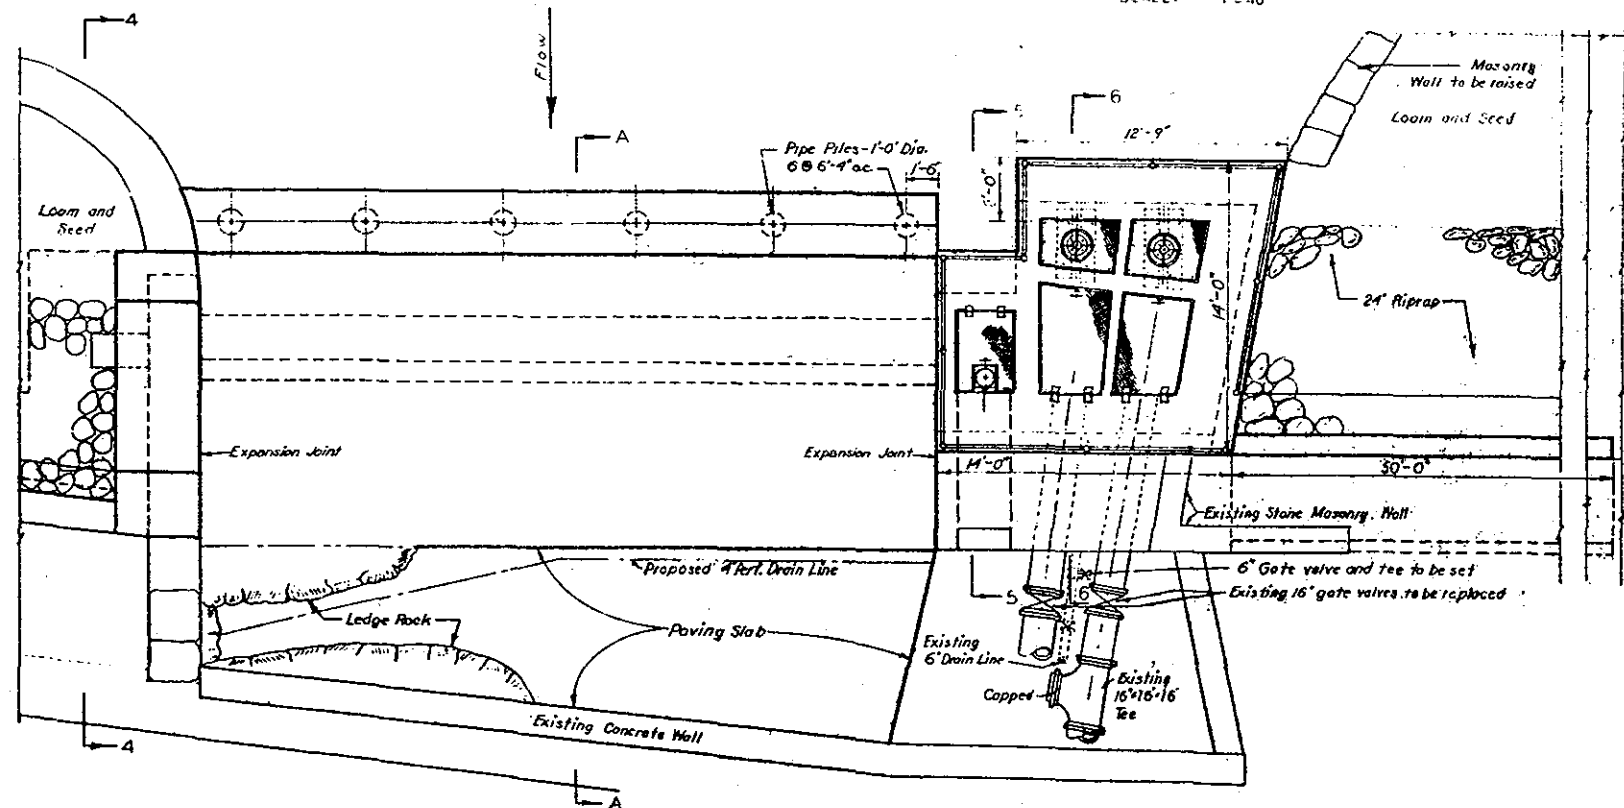 4
Flow
A
Pipe Piles-1'-0" Dia.
6 @ 6'-4" oc.
1'-6"
6
12'-9"
Masonry
Wall to be raised
Loam and Seed
Loam and
Seed
14'-0"
24" Riprap
Expansion Joint
Expansion Joint
14'-0"
30'-0"
Existing Stone Masonry Wall
Proposed 4" Perf. Drain Line
6" Gate valve and tee to be set
5
6
Existing 16" gate valves to be replaced
Ledge Rock
Paving Slab
Existing
6" Drain Line
Capped
Existing
16"x16"x16"
Tee
Existing Concrete Wall
4
A